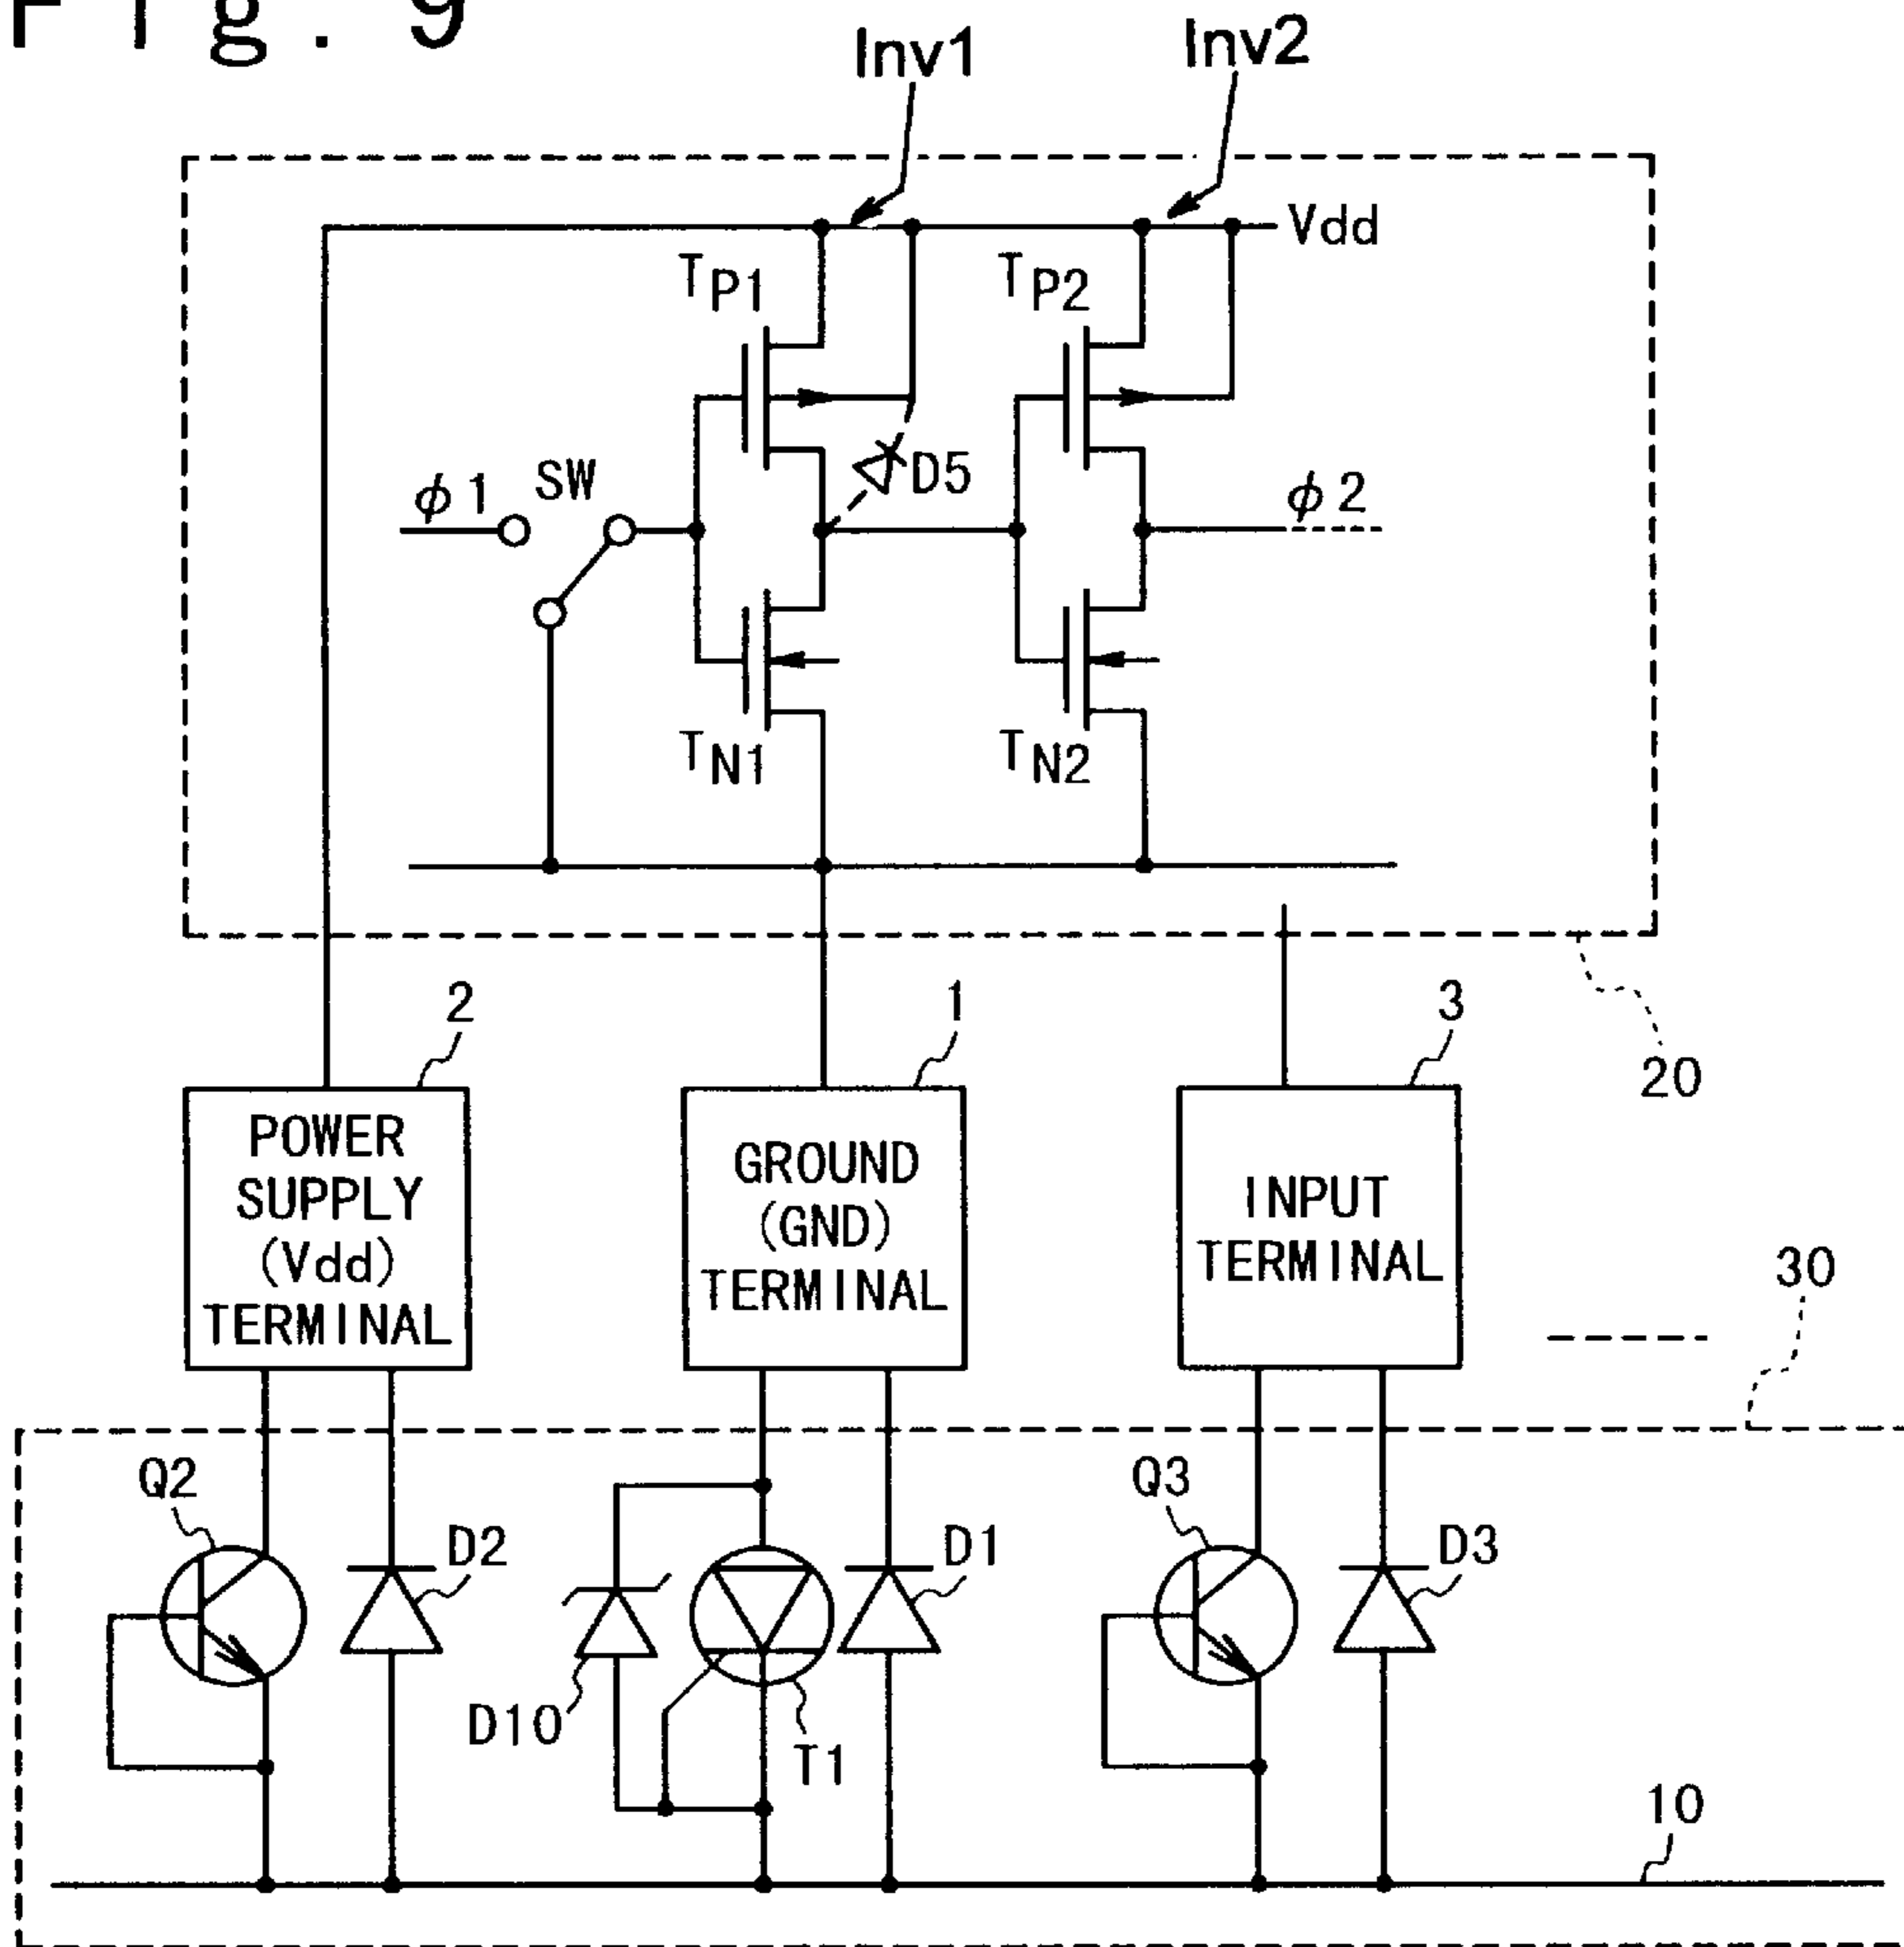 Fig. 9
Inv1
Inv2
Vdd
TP1
TP2
D5
φ1
SW
φ2
TN1
TN2
2
1
3
20
POWER
SUPPLY
(Vdd)
TERMINAL
GROUND
(GND)
TERMINAL
INPUT
TERMINAL
30
Q2
D2
D1
Q3
D3
D10
T1
10